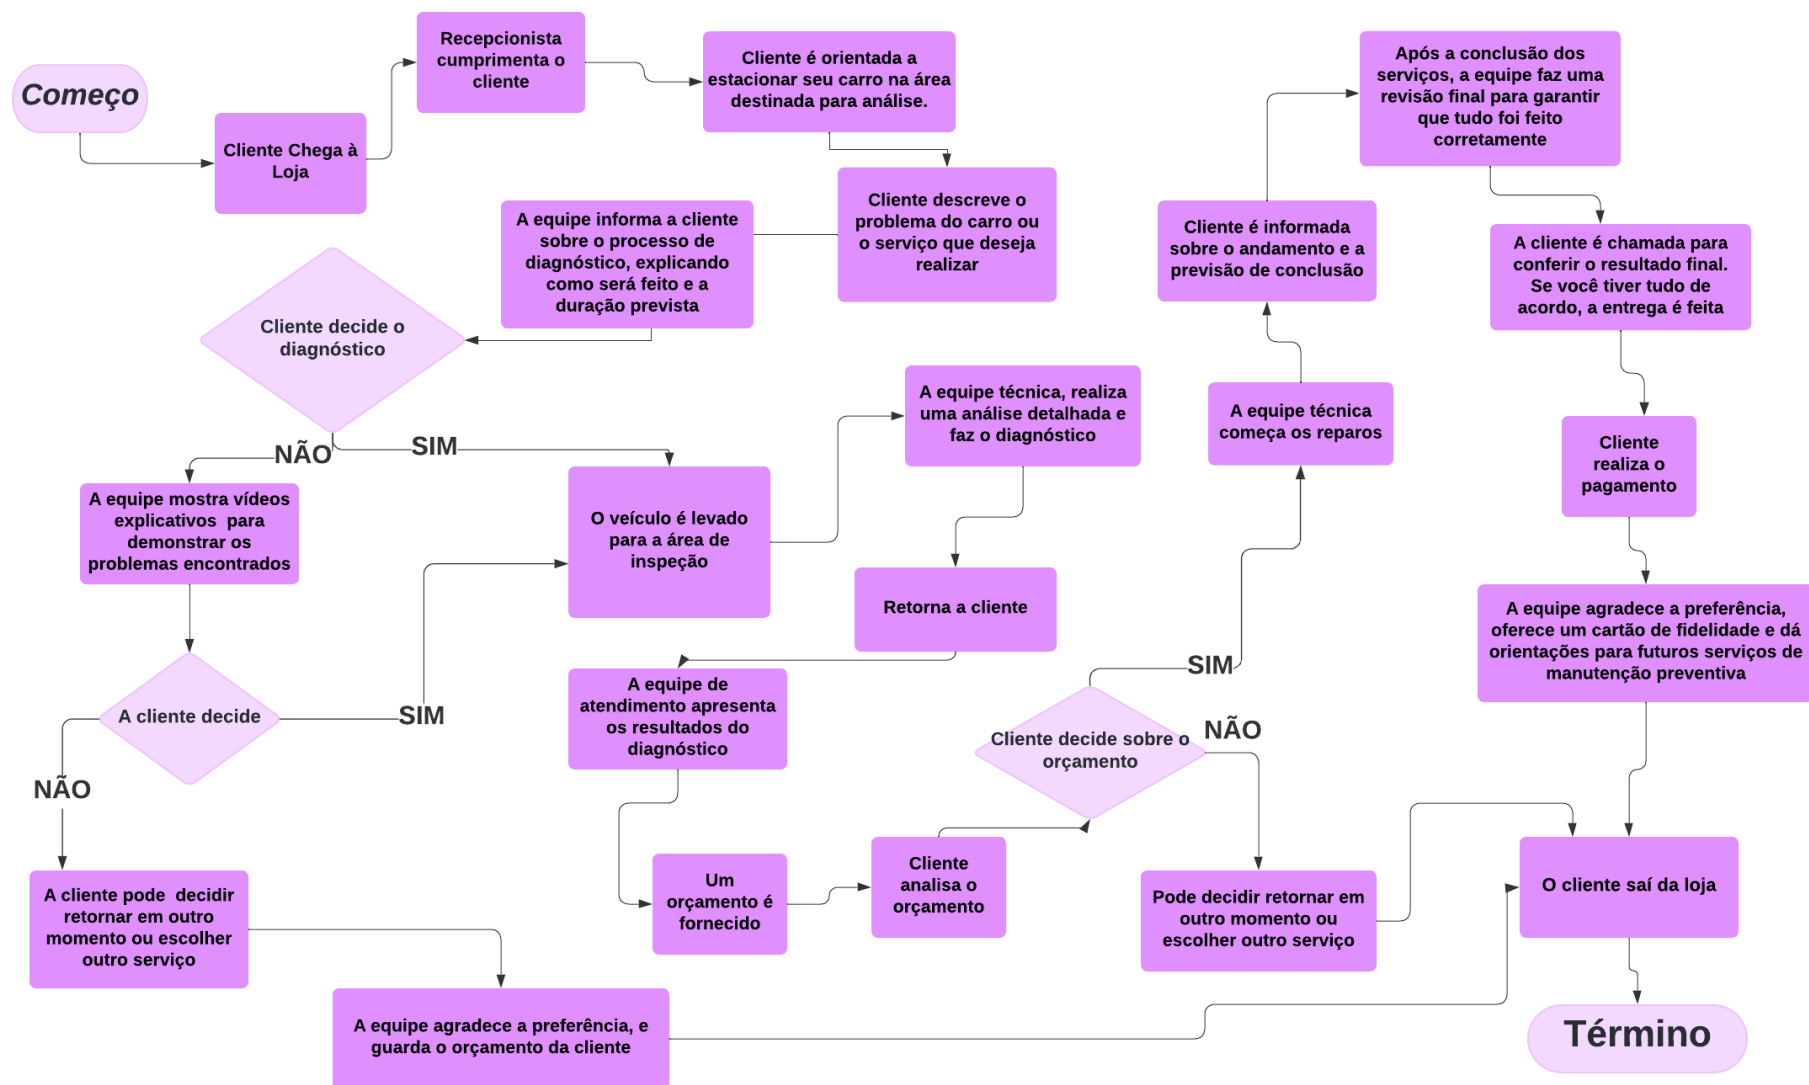 Começo
Cliente Chega à
Loja
Recepcionista
cumprimenta o
cliente
Cliente é orientada a
estacionar seu carro na área
destinada para análise.
Cliente descreve o
problema do carro ou
o serviço que deseja
realizar
A equipe informa a cliente
sobre o processo de
diagnóstico, explicando
como será feito e a
duração prevista
Cliente decide o
diagnóstico
NÃO
SIM
A equipe mostra vídeos
explicativos  para
demonstrar os
problemas encontrados
A cliente decide
SIM
NÃO
A cliente pode  decidir
retornar em outro
momento ou escolher
outro serviço
A equipe agradece a preferência, e
guarda o orçamento da cliente
O veículo é levado
para a área de
inspeção
A equipe técnica, realiza
uma análise detalhada e
faz o diagnóstico
Retorna a cliente
A equipe de
atendimento apresenta
os resultados do
diagnóstico
Um
orçamento é
fornecido
Cliente
analisa o
orçamento
Cliente decide sobre o
orçamento
SIM
NÃO
Pode decidir retornar em
outro momento ou
escolher outro serviço
A equipe técnica
começa os reparos
Cliente é informada
sobre o andamento e a
previsão de conclusão
Após a conclusão dos
serviços, a equipe faz uma
revisão final para garantir
que tudo foi feito
corretamente
A cliente é chamada para
conferir o resultado final.
Se você tiver tudo de
acordo, a entrega é feita
Cliente
realiza o
pagamento
A equipe agradece a preferência,
oferece um cartão de fidelidade e dá
orientações para futuros serviços de
manutenção preventiva
O cliente saí da loja
Término